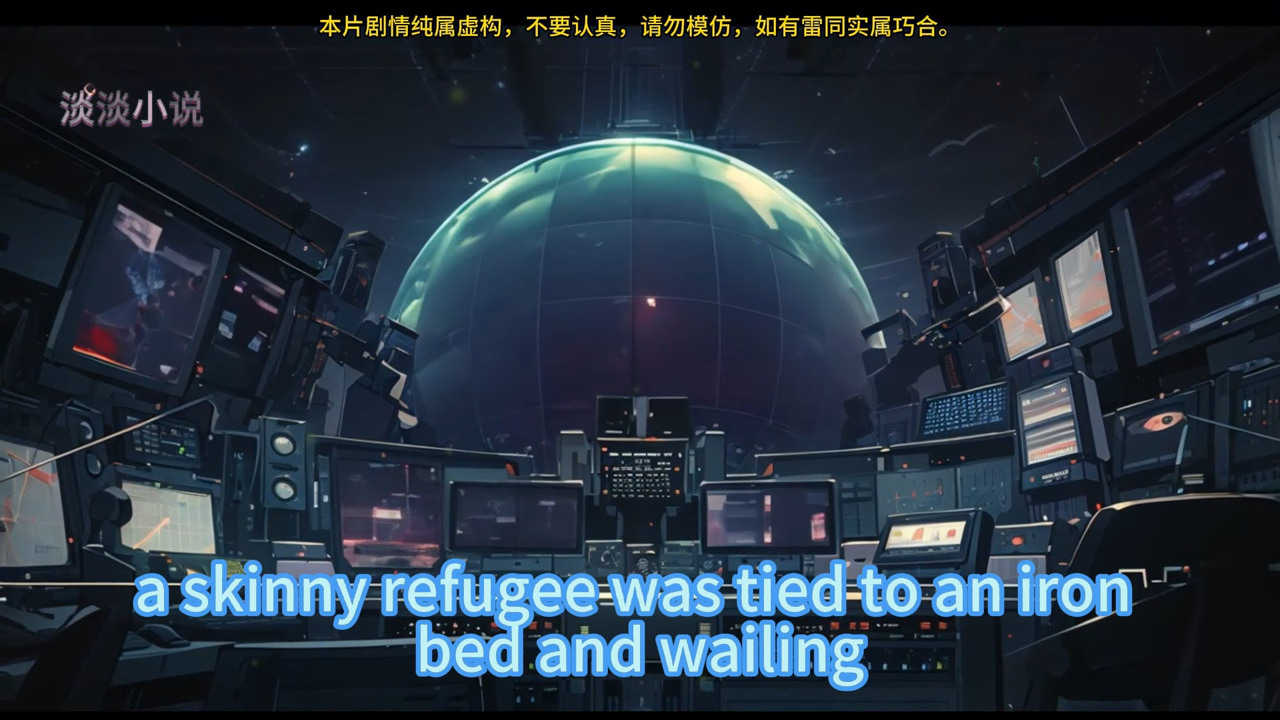 本片剧情纯属虚构，不要认真，请勿模仿，如有雷同实属巧合。
淡淡小说
a skinny refugee was tied to an iron
bed and wailing